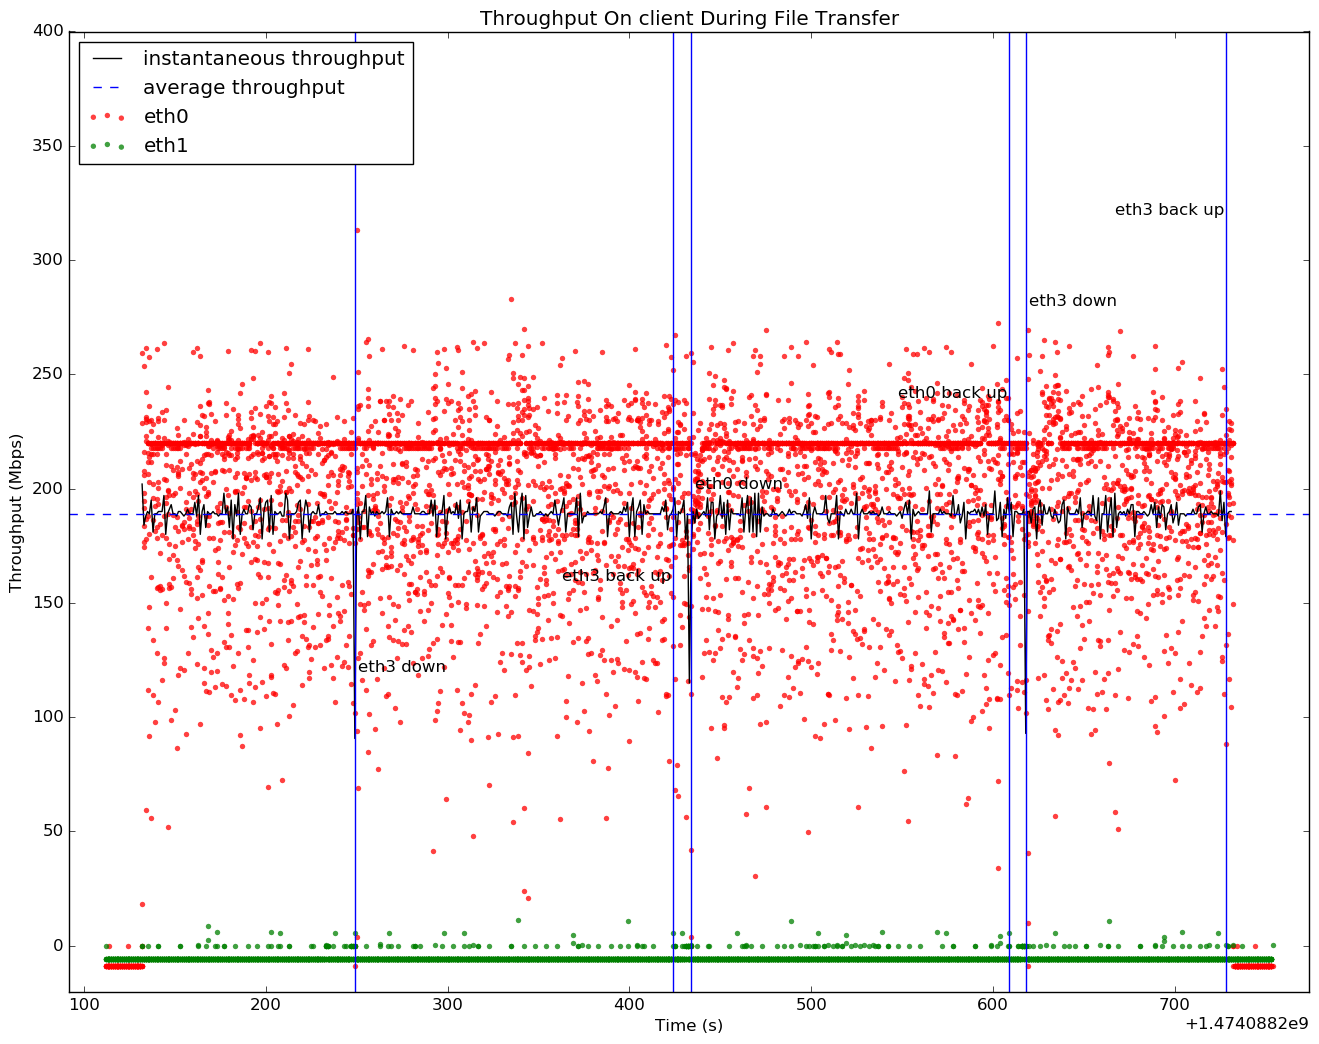 Throughput On client During File Transfer
400
instantaneous throughput
average throughput
eth0
eth1
350
eth3 back up
300
eth3 down
250
eth0 back up
200
eth0 down
eth3 back up
150
eth3 down
100
50
0
Throughput (Mbps)
100 200 300 400 500 600 700
Time (s)
+1.4740882e9